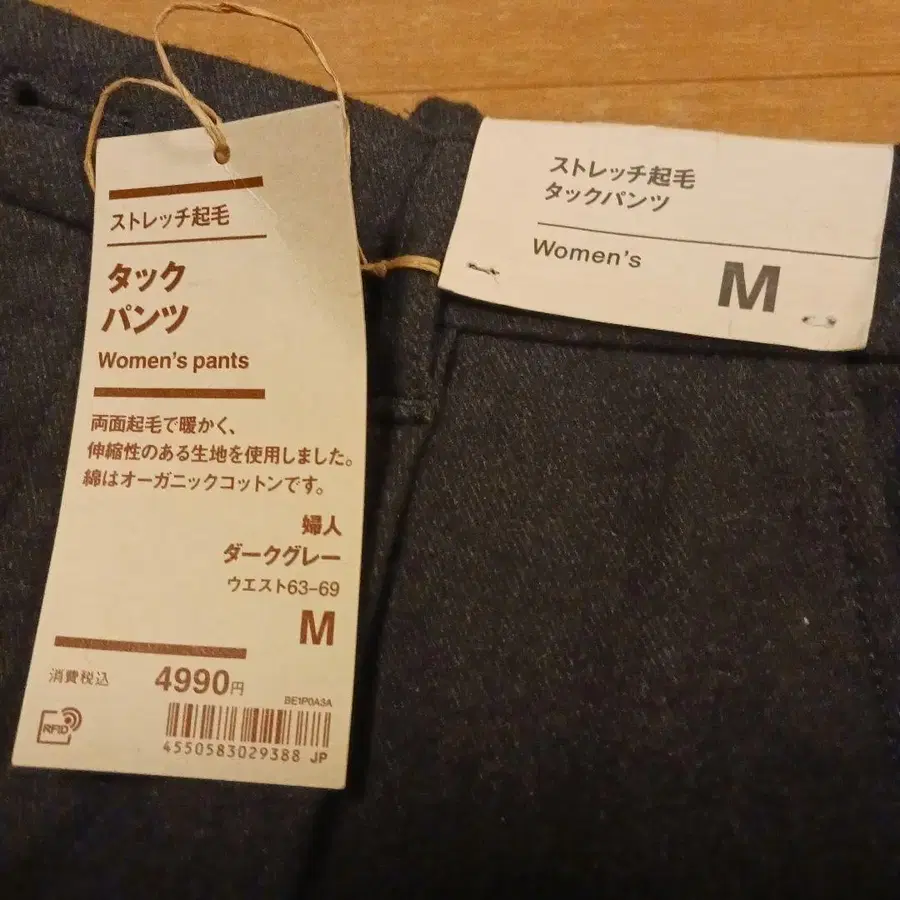 ストレッチ起毛
タック
パンツ
Women's pants
両面起毛で暖かく、
伸縮性のある生地を使用しました。
綿はオーガニックコットンです。
婦人
ダークグレー
ウエスト63-69
M
消費税込 4990円
BE1P0A3A
RFID
4550583029388 JP
ストレッチ起毛
タックパンツ
Women's
M